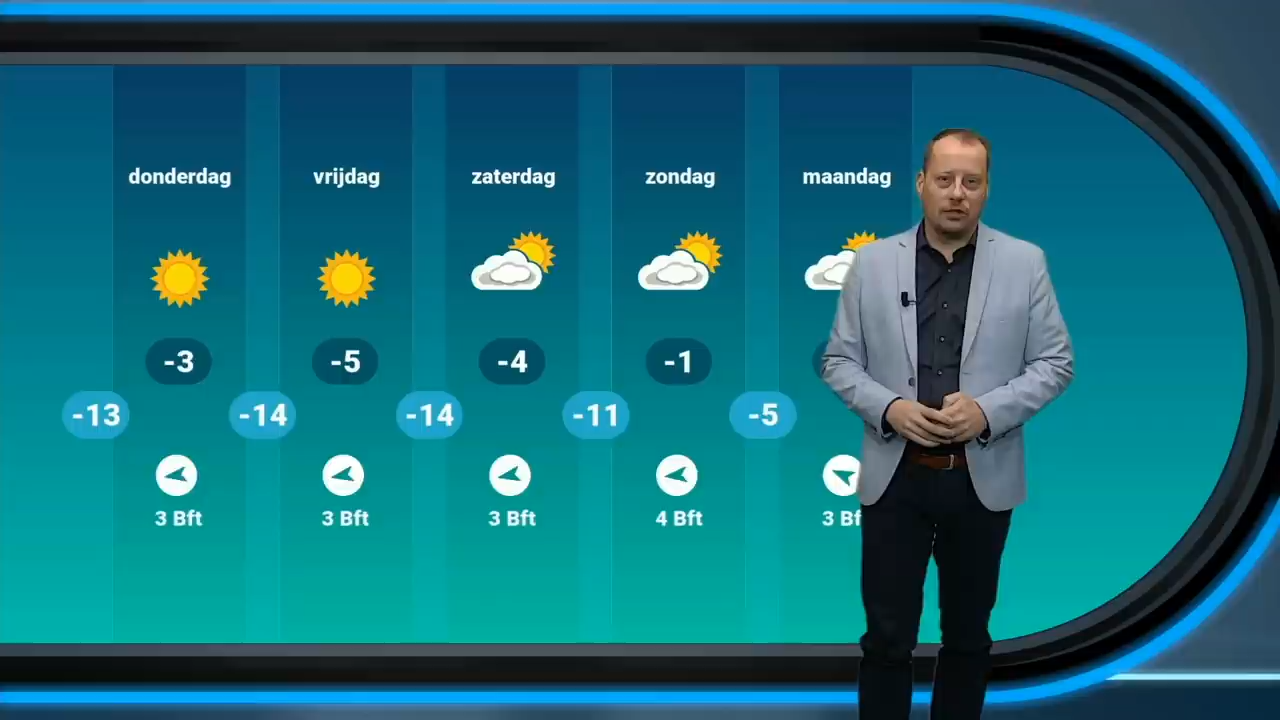 donderdag vrijdag zaterdag zondag maandag
-3 -5 -4 -1
-13 -14 -14 -11 -5
3 Bft 3 Bft 3 Bft 4 Bft 3